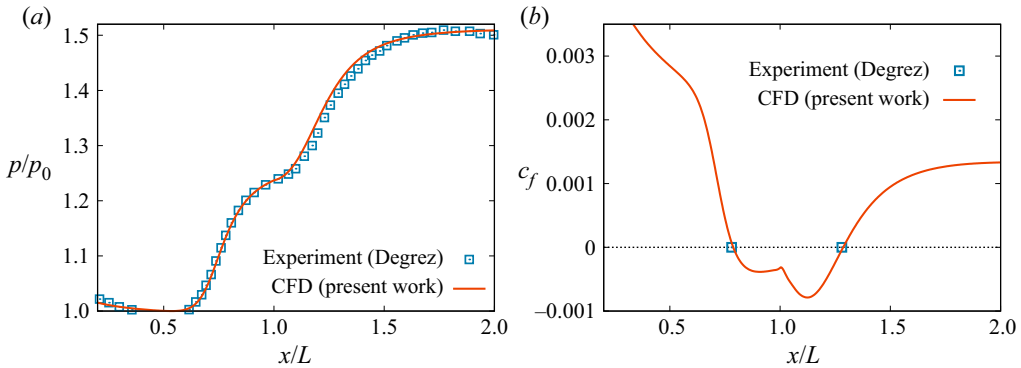 (a)
1.5
1.4
p/p0
1.3
1.2
1.1
1.0
Experiment (Degrez)
CFD (present work)
0.5
1.0
1.5
2.0
x/L
(b)
0.003
0.002
cf
0.001
0
−0.001
Experiment (Degrez)
CFD (present work)
0.5
1.0
1.5
2.0
x/L